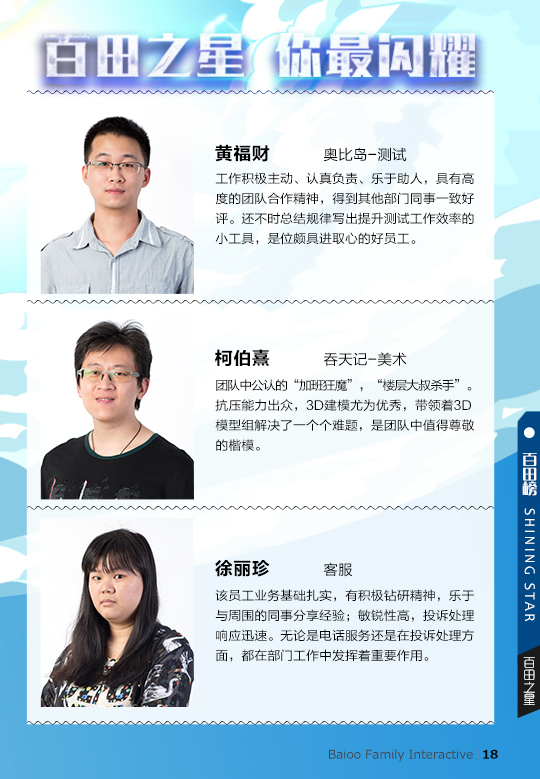 百田之星 你最闪耀
黄福财 奥比岛-测试
工作积极主动、认真负责、乐于助人，具有高
度的团队合作精神，得到其他部门同事一致好
评。还不时总结规律写出提升测试工作效率的
小工具，是位颇具进取心的好员工。
柯伯熹 吞天记-美术
团队中公认的“加班狂魔”，“楼层大叔杀手”。
抗压能力出众，3D建模尤为优秀，带领着3D
模型组解决了一个个难题，是团队中值得尊敬
的楷模。
徐丽珍 客服
该员工业务基础扎实，有积极钻研精神，乐于
与周围的同事分享经验；敏锐性高，投诉处理
响应迅速。无论是电话服务还是在投诉处理方
面，都在部门工作中发挥着重要作用。
百田榜 SHINING STAR
百田之星
Baioo Family Interactive 18